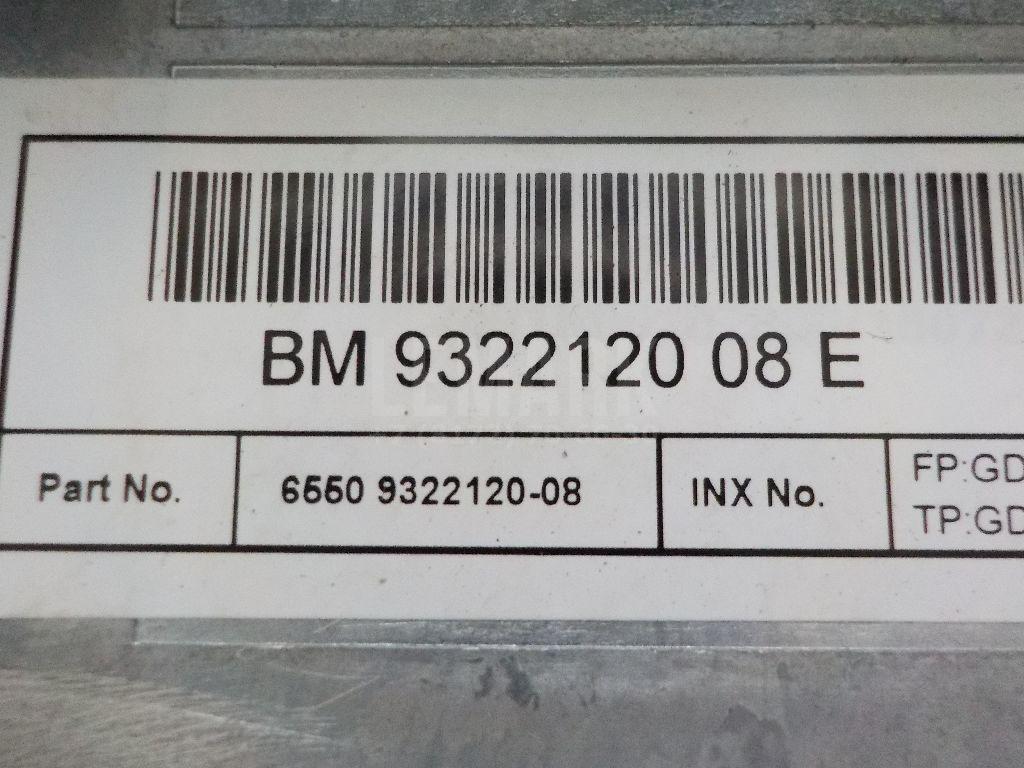 BM 9322120 08 E
Part No.
6550 9322120-08
INX No.
FP:GD
TP:GD